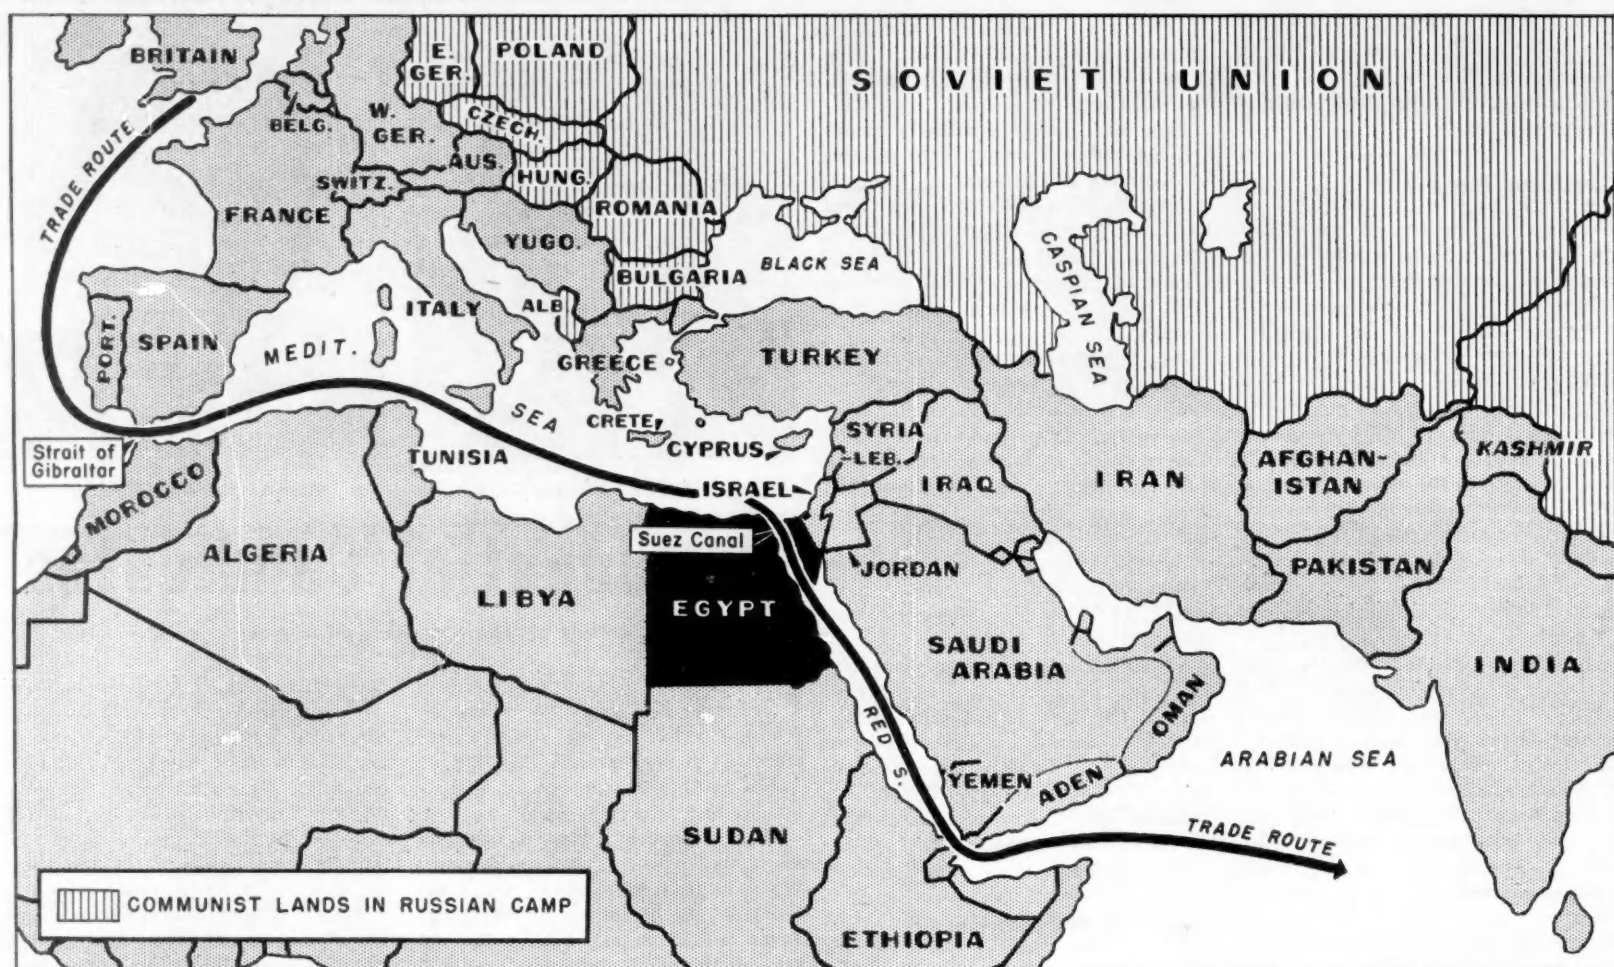 BRITAIN
E.
GER.
POLAND
SOVIET UNION
TRADE ROUTE
BELG.
W.
GER.
CZECH.
AUS.
SWITZ.
HUNG.
FRANCE
ROMANIA
YUGO.
BULGARIA
BLACK SEA
CASPIAN SEA
PORT.
SPAIN
ITALY
ALB
MEDIT.
SEA
GREECE
TURKEY
CRETE
CYPRUS
SYRIA
LEB.
Strait of
Gibraltar
MOROCCO
TUNISIA
ISRAEL
IRAQ
IRAN
AFGHAN-
ISTAN
KASHMIR
ALGERIA
LIBYA
Suez Canal
EGYPT
JORDAN
PAKISTAN
SAUDI
ARABIA
INDIA
OMAN
RED S.
YEMEN
ADEN
ARABIAN SEA
SUDAN
TRADE ROUTE
ETHIOPIA
COMMUNIST LANDS IN RUSSIAN CAMP